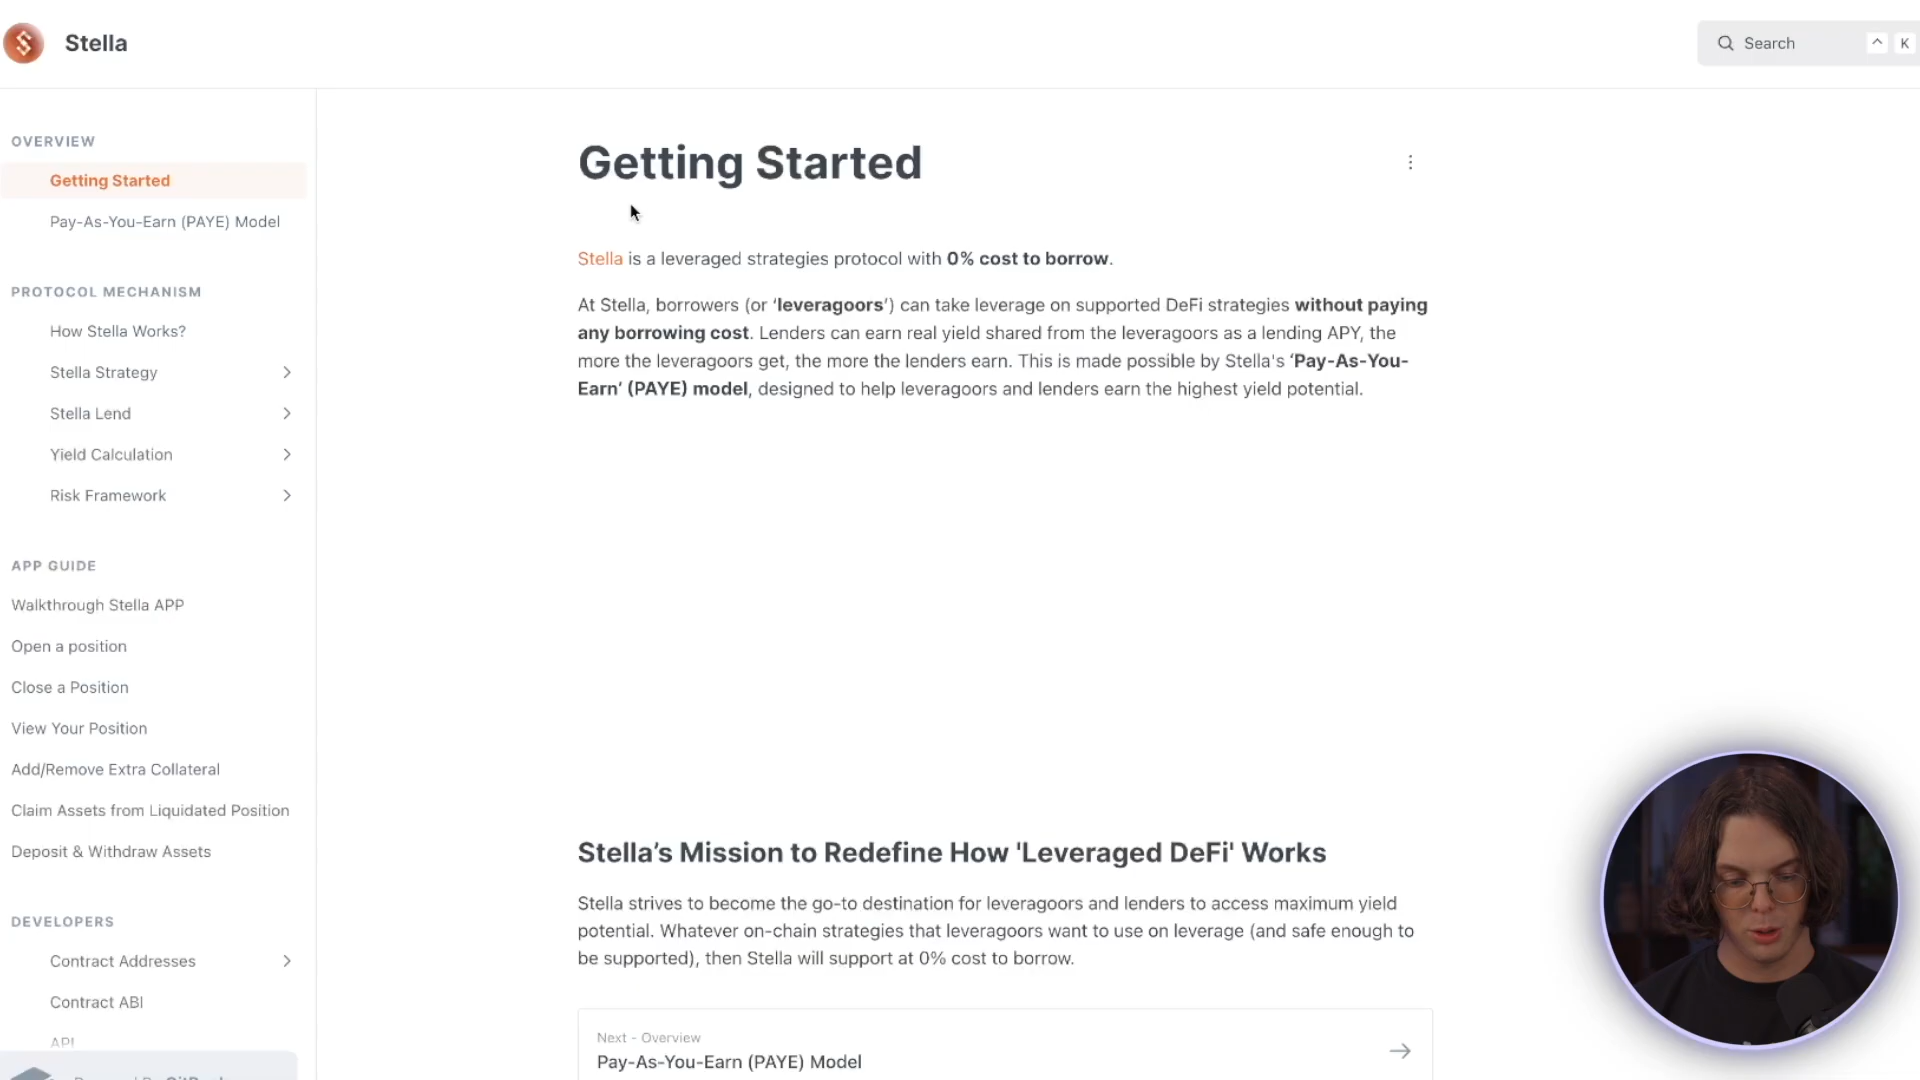 Stella
Search
^ K
OVERVIEW
Getting Started
Pay-As-You-Earn (PAYE) Model
PROTOCOL MECHANISM
How Stella Works?
Stella Strategy
Stella Lend
Yield Calculation
Risk Framework
APP GUIDE
Walkthrough Stella APP
Open a position
Close a Position
View Your Position
Add/Remove Extra Collateral
Claim Assets from Liquidated Position
Deposit & Withdraw Assets
DEVELOPERS
Contract Addresses
Contract ABI
API
Getting Started
Stella is a leveraged strategies protocol with 0% cost to borrow.
At Stella, borrowers (or ‘leveragoors’) can take leverage on supported DeFi strategies without paying
any borrowing cost. Lenders can earn real yield shared from the leveragoors as a lending APY, the
more the leveragoors get, the more the lenders earn. This is made possible by Stella's ‘Pay-As-You-
Earn’ (PAYE) model, designed to help leveragoors and lenders earn the highest yield potential.
Stella’s Mission to Redefine How 'Leveraged DeFi' Works
Stella strives to become the go-to destination for leveragoors and lenders to access maximum yield
potential. Whatever on-chain strategies that leveragoors want to use on leverage (and safe enough to
be supported), then Stella will support at 0% cost to borrow.
Next - Overview
Pay-As-You-Earn (PAYE) Model